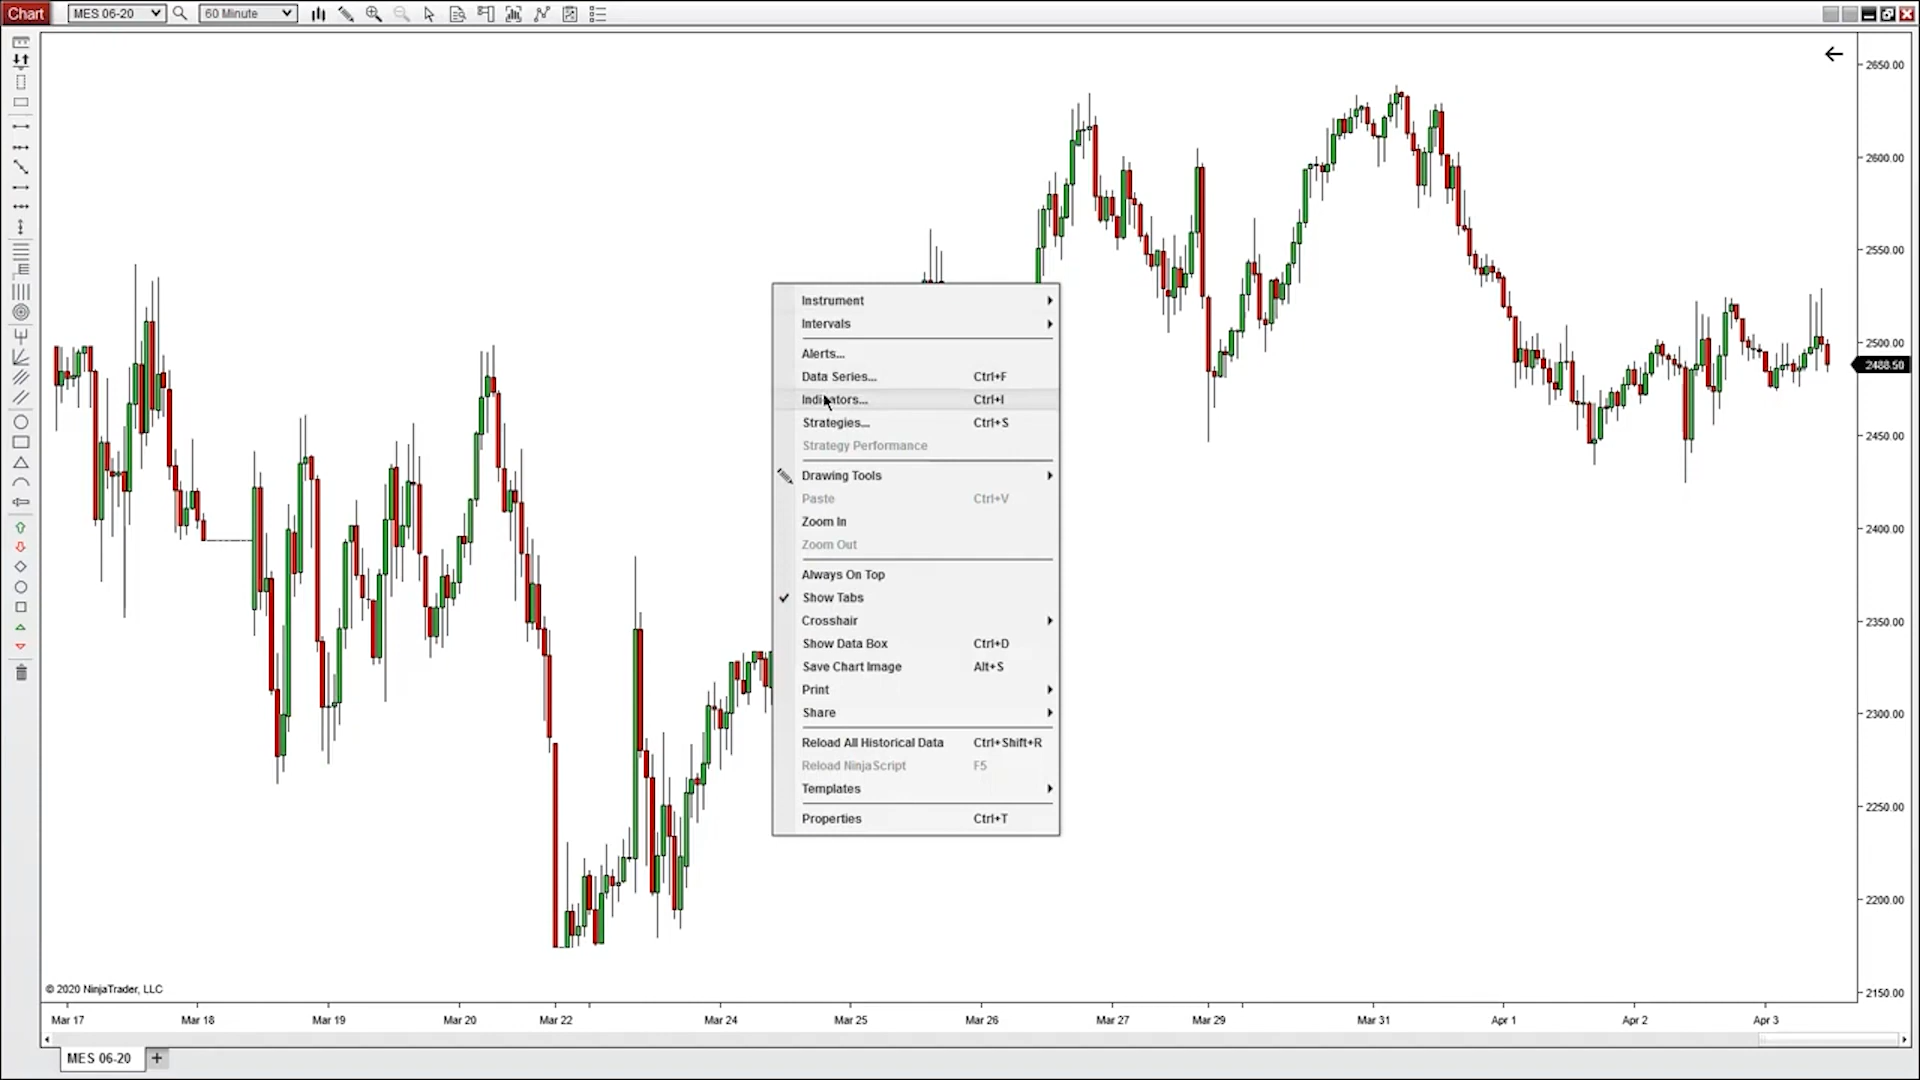 Chart MES 06-20 60 Minute
2650.00
2600.00
2550.00
2500.00
2488.50
2450.00
2400.00
2350.00
2300.00
2250.00
2200.00
2150.00
Instrument
Intervals
Alerts...
Data Series... Ctrl+F
Indicators... Ctrl+I
Strategies... Ctrl+S
Strategy Performance
Drawing Tools
Paste Ctrl+V
Zoom In
Zoom Out
Always On Top
Show Tabs
Crosshair
Show Data Box Ctrl+D
Save Chart Image Alt+S
Print
Share
Reload All Historical Data Ctrl+Shift+R
Reload NinjaScript F5
Templates
Properties Ctrl+T
© 2020 NinjaTrader, LLC
Mar 17 Mar 18 Mar 19 Mar 20 Mar 22 Mar 24 Mar 25 Mar 26 Mar 27 Mar 29 Mar 31 Apr 1 Apr 2 Apr 3
MES 06-20 +